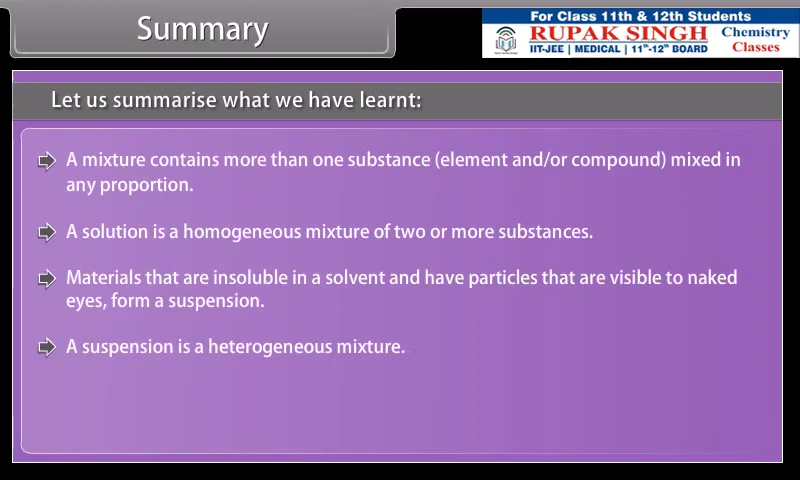 Summary
For Class 11th & 12th Students
RUPAK SINGH
IIT-JEE | MEDICAL | 11th-12th BOARD
Chemistry
Classes
Let us summarise what we have learnt:
A mixture contains more than one substance (element and/or compound) mixed in
any proportion.
A solution is a homogeneous mixture of two or more substances.
Materials that are insoluble in a solvent and have particles that are visible to naked
eyes, form a suspension.
A suspension is a heterogeneous mixture.